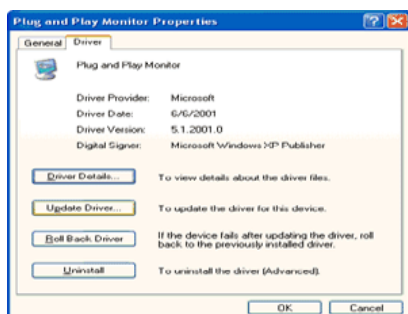 Plug and Play Monitor Properties
General Driver
Plug and Play Monitor
Driver Provider: Microsoft
Driver Date: 6/6/2001
Driver Version: 5.1.2001.0
Digital Signer: Microsoft Windows XP Publisher
Driver Details... To view details about the driver files.
Update Driver... To update the driver for this device.
Roll Back Driver If the device fails after updating the driver, roll
back to the previously installed driver.
Uninstall To uninstall the driver (Advanced).
OK Cancel